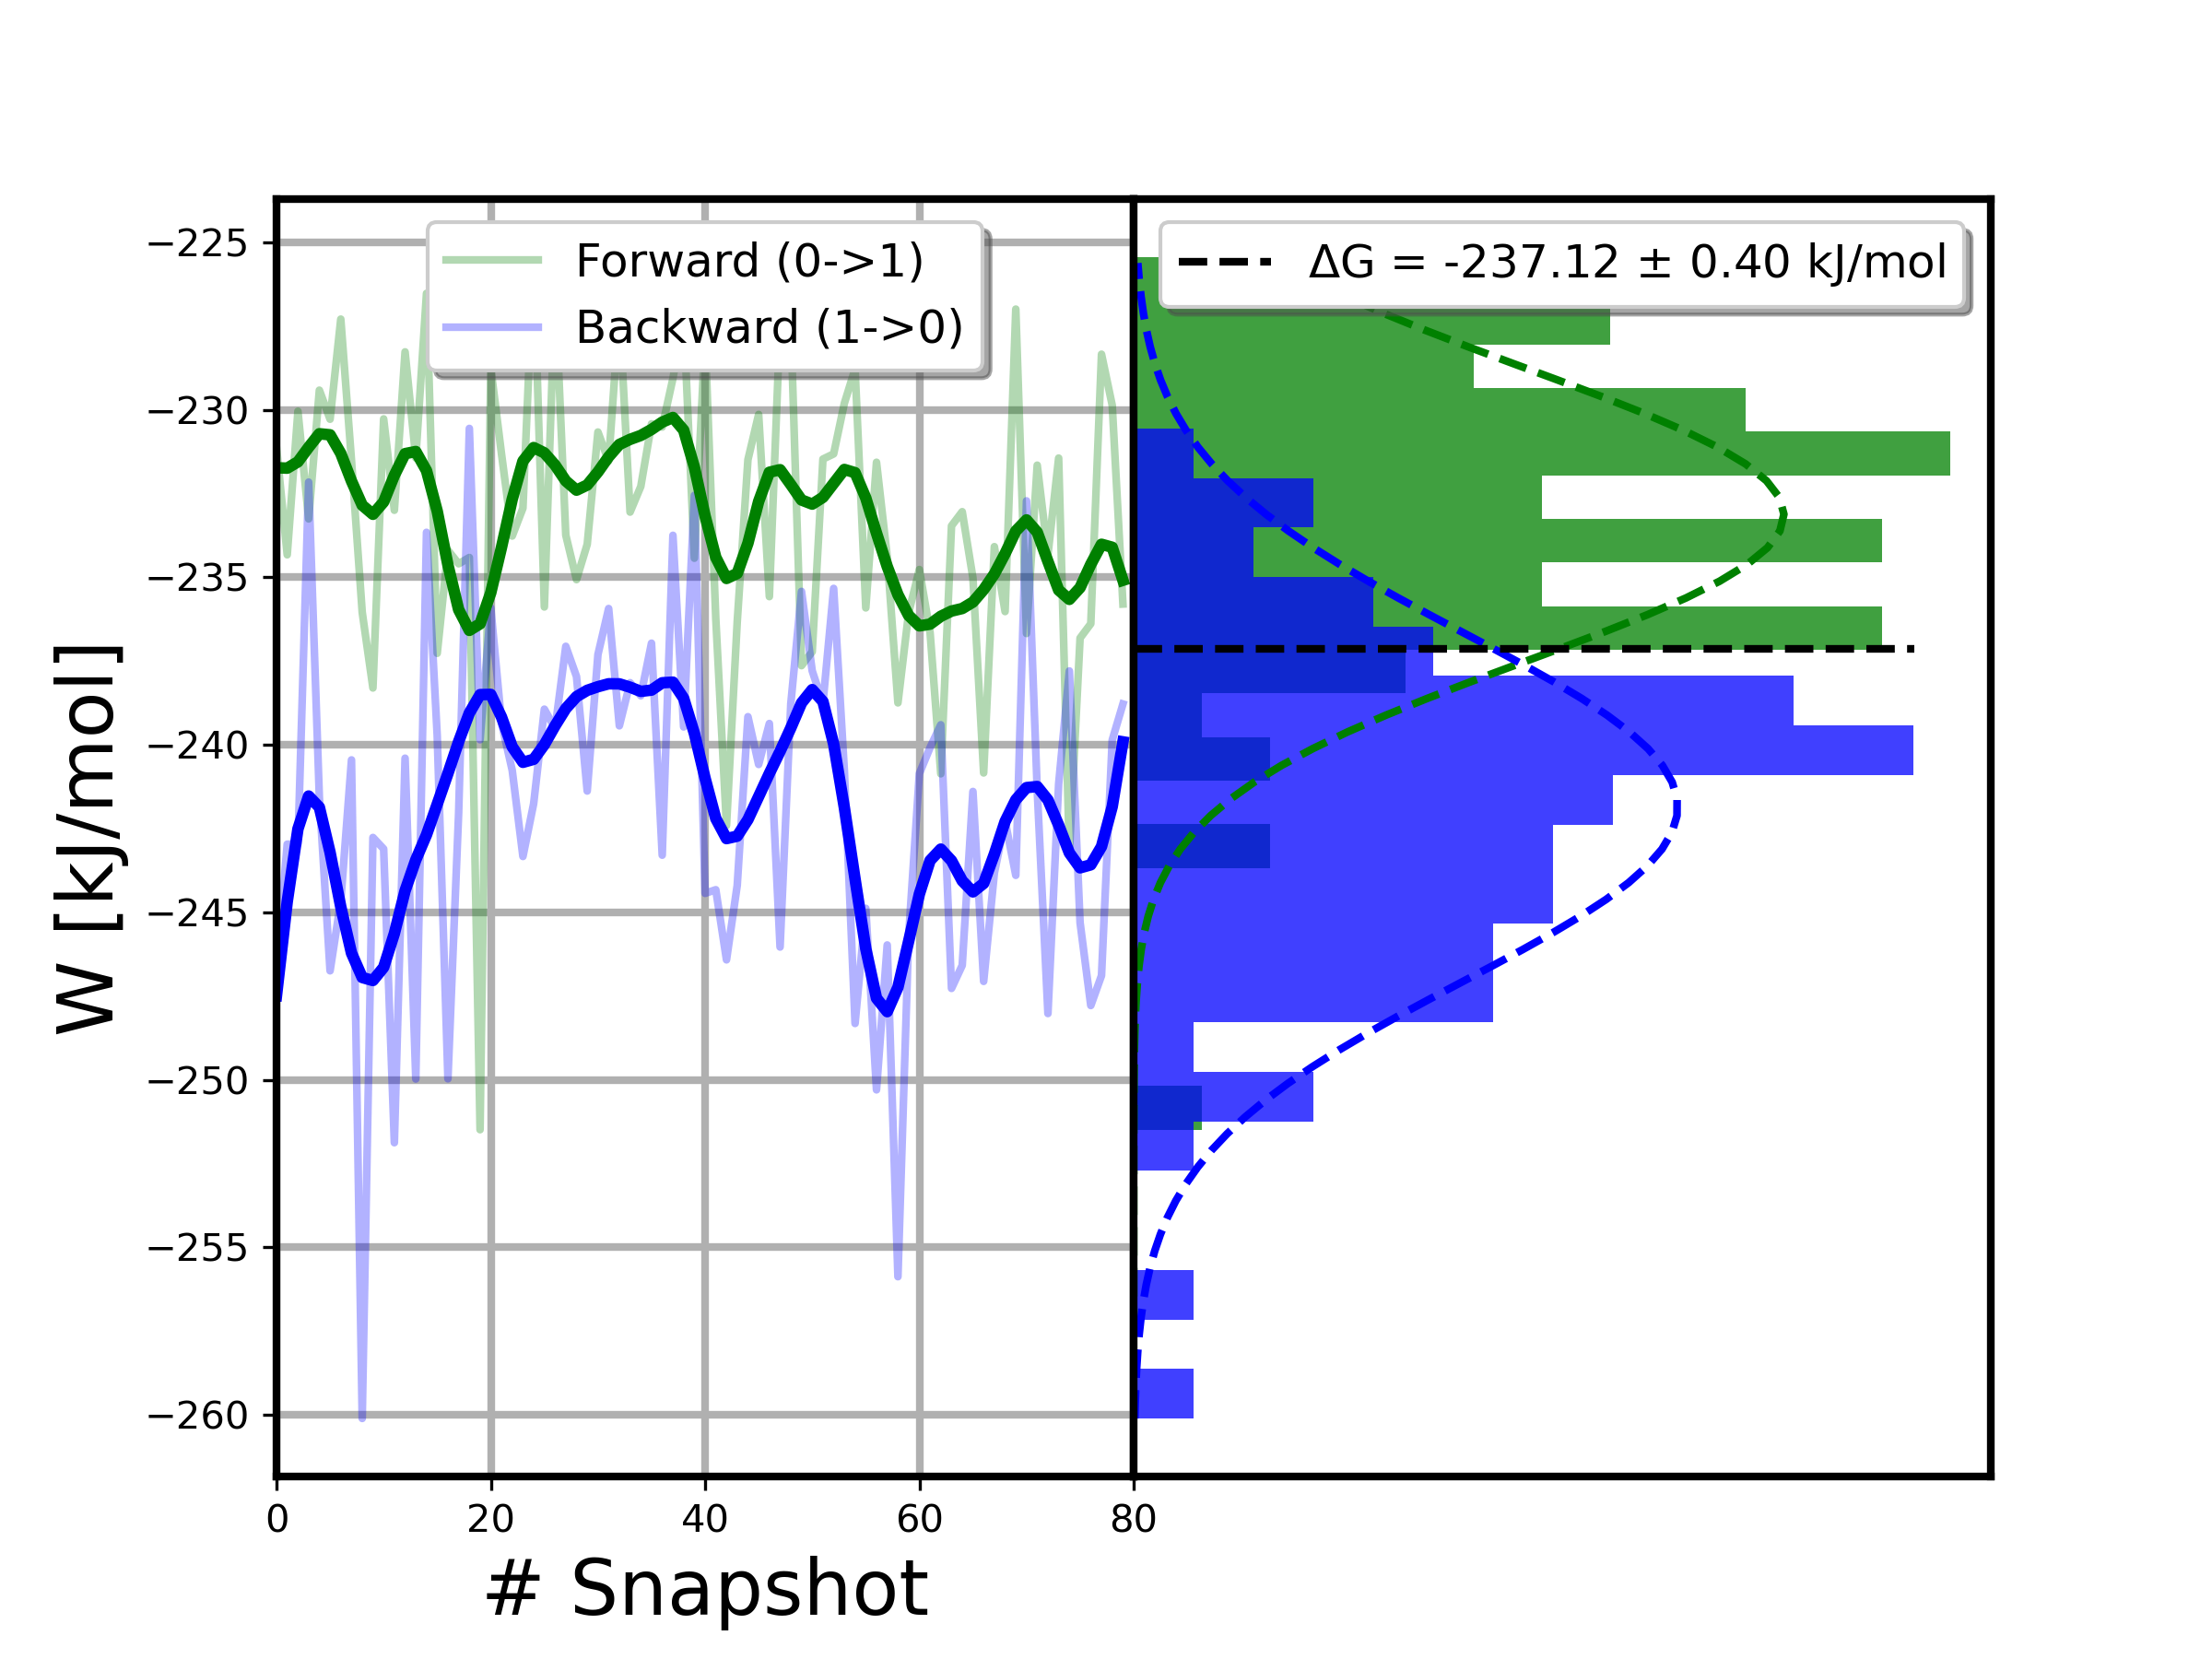 Forward (0->1)
Backward (1->0)
ΔG = -237.12 ± 0.40 kJ/mol
W [kJ/mol]
−225
−230
−235
−240
−245
−250
−255
−260
0 20 40 60 80
# Snapshot